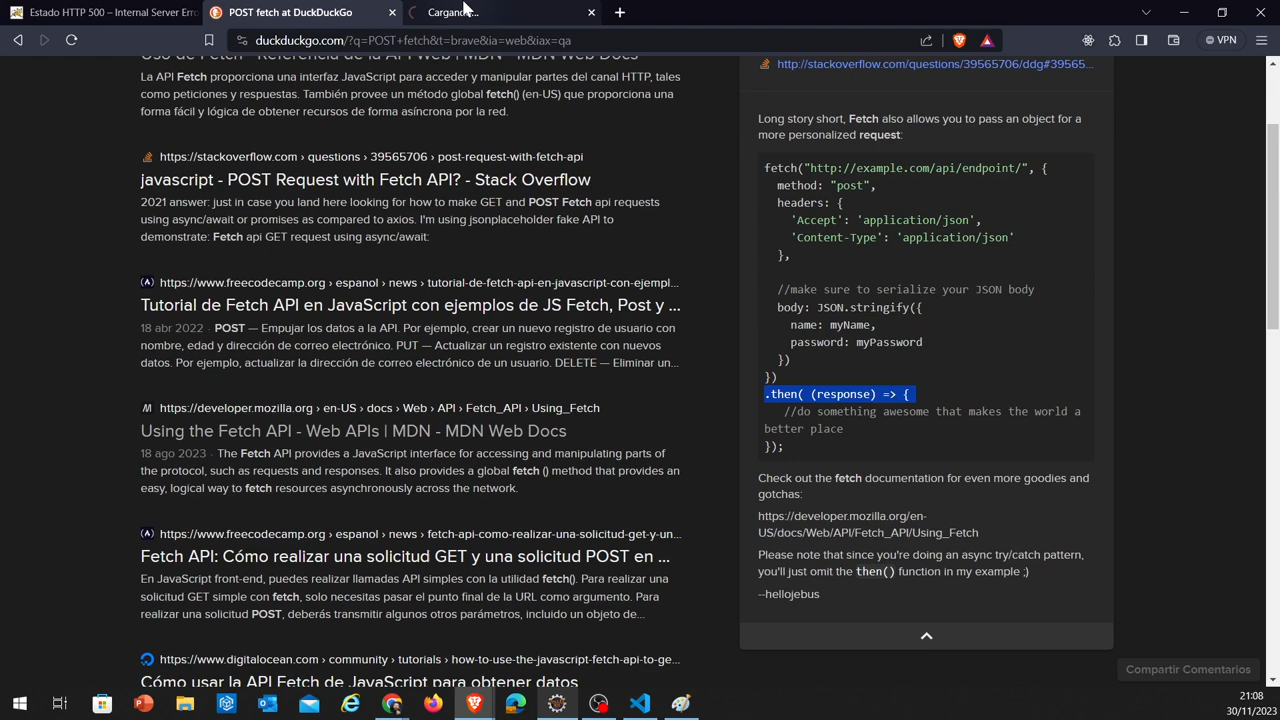 Estado HTTP 500 – Internal Server Erro
POST fetch at DuckDuckGo
Cargando…
duckduckgo.com/?q=POST+fetch&t=brave&ia=web&iax=qa
VPN
Uso de Fetch - Referencia de la API Web | MDN - MDN Web Docs
La API Fetch proporciona una interfaz JavaScript para acceder y manipular partes del canal HTTP, tales
como peticiones y respuestas. También provee un método global fetch() (en-US) que proporciona una
forma fácil y lógica de obtener recursos de forma asíncrona por la red.
https://stackoverflow.com › questions › 39565706 › post-request-with-fetch-api
javascript - POST Request with Fetch API? - Stack Overflow
2021 answer: just in case you land here looking for how to make GET and POST Fetch api requests
using async/await or promises as compared to axios. I'm using jsonplaceholder fake API to
demonstrate: Fetch api GET request using async/await:
https://www.freecodecamp.org › espanol › news › tutorial-de-fetch-api-en-javascript-con-ejempl...
Tutorial de Fetch API en JavaScript con ejemplos de JS Fetch, Post y ...
18 abr 2022 - POST — Empujar los datos a la API. Por ejemplo, crear un nuevo registro de usuario con
nombre, edad y dirección de correo electrónico. PUT — Actualizar un registro existente con nuevos
datos. Por ejemplo, actualizar la dirección de correo electrónico de un usuario. DELETE — Eliminar un...
https://developer.mozilla.org › en-US › docs › Web › API › Fetch_API › Using_Fetch
Using the Fetch API - Web APIs | MDN - MDN Web Docs
18 ago 2023 - The Fetch API provides a JavaScript interface for accessing and manipulating parts of
the protocol, such as requests and responses. It also provides a global fetch () method that provides an
easy, logical way to fetch resources asynchronously across the network.
https://www.freecodecamp.org › espanol › news › fetch-api-como-realizar-una-solicitud-get-y-un...
Fetch API: Cómo realizar una solicitud GET y una solicitud POST en ...
En JavaScript front-end, puedes realizar llamadas API simples con la utilidad fetch(). Para realizar una
solicitud GET simple con fetch, solo necesitas pasar el punto final de la URL como argumento. Para
realizar una solicitud POST, deberás transmitir algunos otros parámetros, incluido un objeto de...
https://www.digitalocean.com › community › tutorials › how-to-use-the-javascript-fetch-api-to-ge...
Cómo usar la API Fetch de JavaScript para obtener datos
http://stackoverflow.com/questions/39565706/ddg#39565...
Long story short, Fetch also allows you to pass an object for a
more personalized request:
fetch("http://example.com/api/endpoint/", {
method: "post",
headers: {
'Accept': 'application/json',
'Content-Type': 'application/json'
},
//make sure to serialize your JSON body
body: JSON.stringify({
name: myName,
password: myPassword
})
})
.then( (response) => {
//do something awesome that makes the world a
better place
});
Check out the fetch documentation for even more goodies and
gotchas:
https://developer.mozilla.org/en-
US/docs/Web/API/Fetch_API/Using_Fetch
Please note that since you're doing an async try/catch pattern,
you'll just omit the then() function in my example ;)
--hellojebus
Compartir Comentarios
21:08
30/11/2023